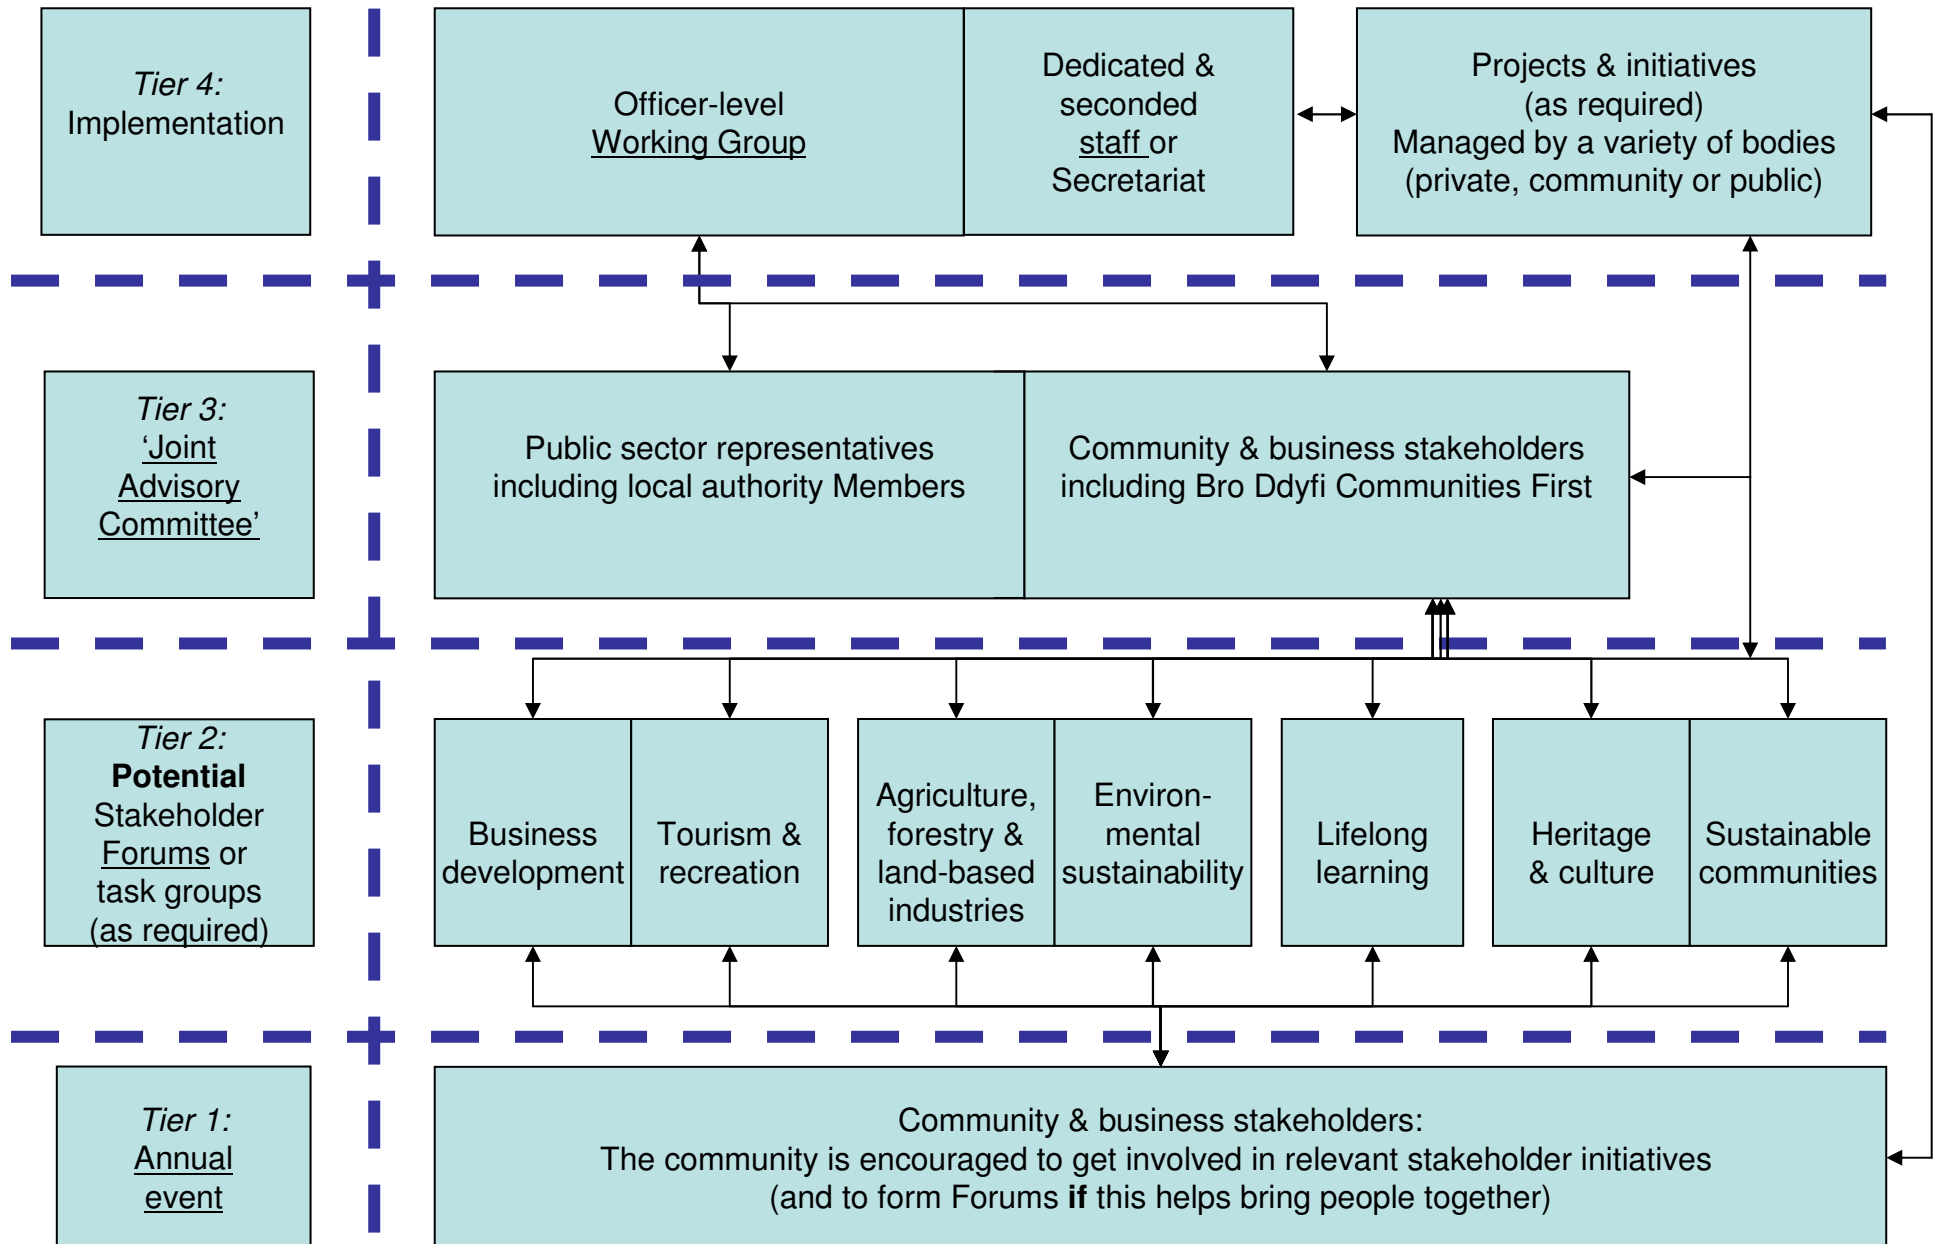 Tier 4:
Implementation
Officer-level
Working Group
Dedicated &
seconded
staff or
Secretariat
Projects & initiatives
(as required)
Managed by a variety of bodies
(private, community or public)
Tier 3:
‘Joint
Advisory
Committee’
Public sector representatives
including local authority Members
Community & business stakeholders
including Bro Ddyfi Communities First
Tier 2:
Potential
Stakeholder
Forums or
task groups
(as required)
Business
development
Tourism &
recreation
Agriculture,
forestry &
land-based
industries
Environ-
mental
sustainability
Lifelong
learning
Heritage
& culture
Sustainable
communities
Tier 1:
Annual
event
Community & business stakeholders:
The community is encouraged to get involved in relevant stakeholder initiatives
(and to form Forums if this helps bring people together)